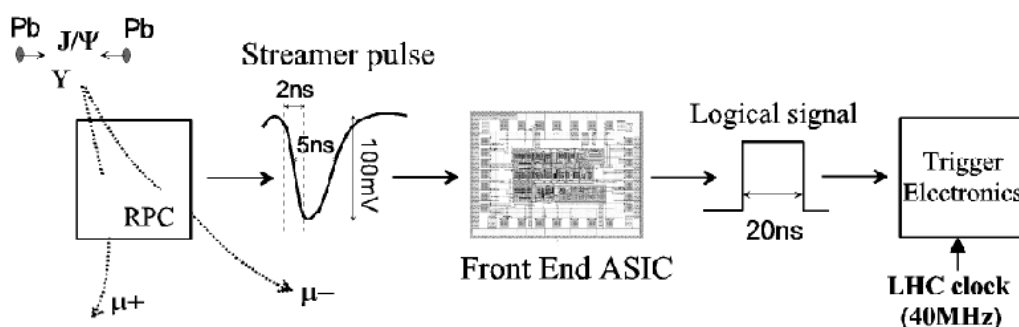 Pb
J/Ψ
Pb
Υ
RPC
μ+
μ−
Streamer pulse
2ns
5ns
100mV
Front End ASIC
Logical signal
20ns
Trigger
Electronics
LHC clock
(40MHz)